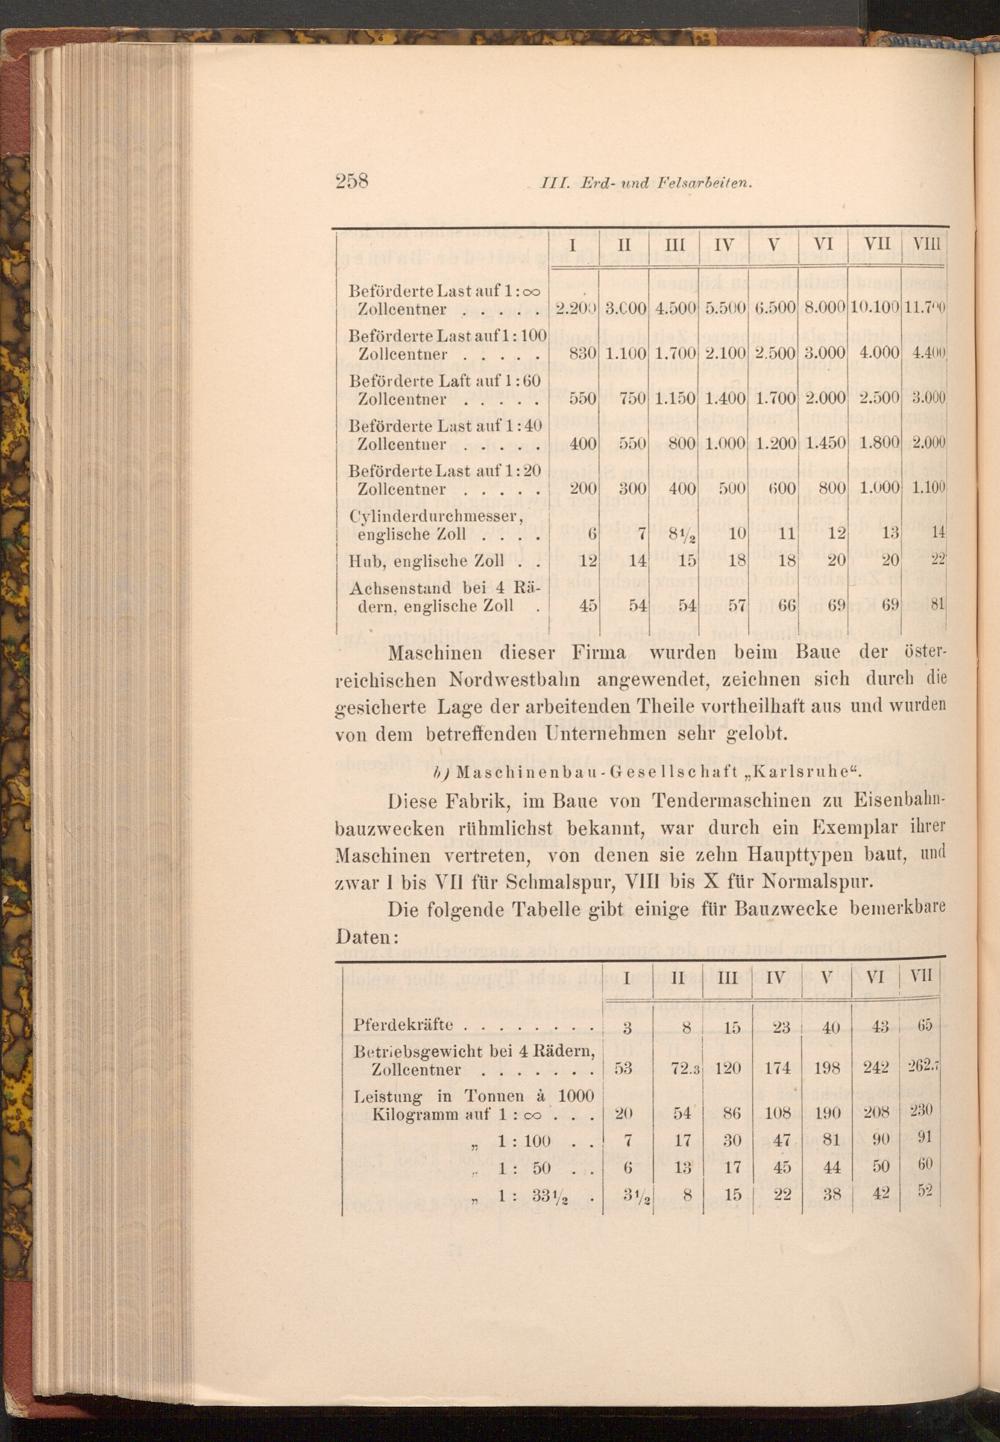 258 III. Erd- und Felsarbeiten.
I II III IV V VI VII VIII
Beförderte Last auf 1:∞
Zollcentner . . . . . 2.200 3.000 4.500 5.500 6.500 8.000 10.100 11.700
Beförderte Last auf 1:100
Zollcentner . . . . . 830 1.100 1.700 2.100 2.500 3.000 4.000 4.400
Beförderte Laft auf 1:60
Zollcentner . . . . . 550 750 1.150 1.400 1.700 2.000 2.500 3.000
Beförderte Last auf 1:40
Zollcentner . . . . . 400 550 800 1.000 1.200 1.450 1.800 2.000
Beförderte Last auf 1:20
Zollcentner . . . . . 200 300 400 500 600 800 1.000 1.100
Cylinderdurchmesser,
englische Zoll . . . . 6 7 8½ 10 11 12 13 14
Hub, englische Zoll . . 12 14 15 18 18 20 20 22
Achsenstand bei 4 Rä-
dern, englische Zoll . 45 54 54 57 66 69 69 81
Maschinen dieser Firma wurden beim Baue der öster-
reichischen Nordwestbahn angewendet, zeichnen sich durch die
gesicherte Lage der arbeitenden Theile vortheilhaft aus und wurden
von dem betreffenden Unternehmen sehr gelobt.
b) Maschinenbau-Gesellschaft „Karlsruhe“.
Diese Fabrik, im Baue von Tendermaschinen zu Eisenbahn-
bauzwecken rühmlichst bekannt, war durch ein Exemplar ihrer
Maschinen vertreten, von denen sie zehn Haupttypen baut, und
zwar I bis VII für Schmalspur, VIII bis X für Normalspur.
Die folgende Tabelle gibt einige für Bauzwecke bemerkbare
Daten:
I II III IV V VI VII
Pferdekräfte . . . . . . . . 3 8 15 23 40 43 65
Betriebsgewicht bei 4 Rädern,
Zollcentner . . . . . . . 53 72.3 120 174 198 242 262.7
Leistung in Tonnen à 1000
Kilogramm auf 1 : ∞ . . . 20 54 86 108 190 208 230
„ 1 : 100 . . 7 17 30 47 81 90 91
„ 1 : 50 . . 6 13 17 45 44 50 60
„ 1 : 33½ . 3½ 8 15 22 38 42 52